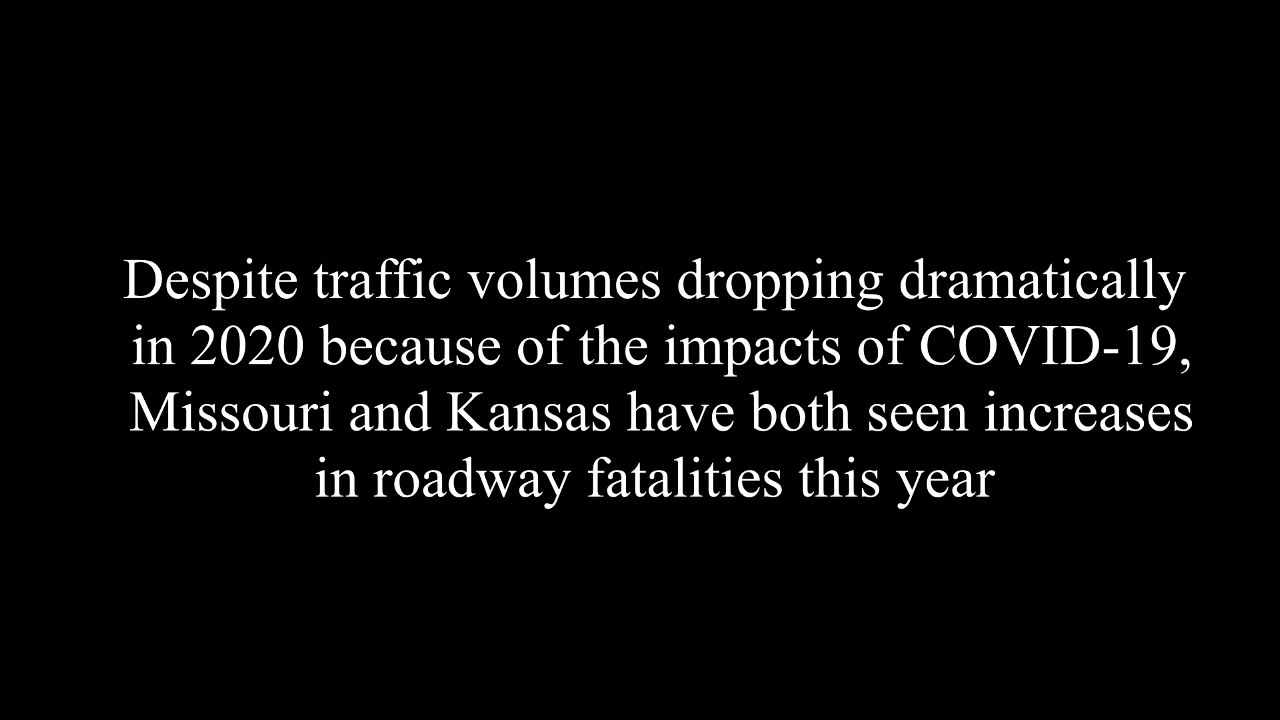 Despite traffic volumes dropping dramatically
in 2020 because of the impacts of COVID-19,
Missouri and Kansas have both seen increases
in roadway fatalities this year